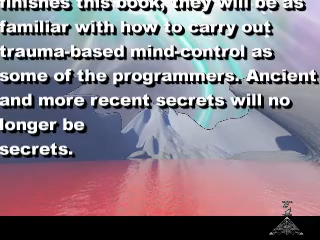 finishes this book, they will be as
familiar with how to carry out
trauma-based mind-control as
some of the programmers. Ancient
and more recent secrets will no
longer be
secrets.